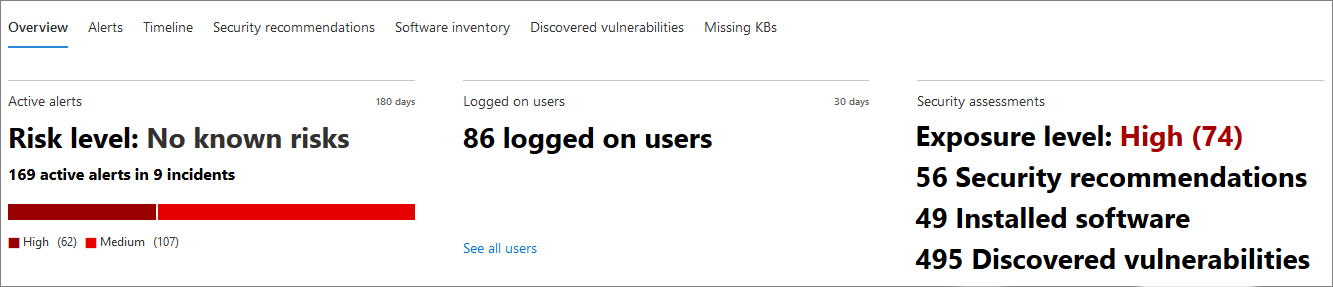 Overview Alerts Timeline Security recommendations Software inventory Discovered vulnerabilities Missing KBs
Active alerts 180 days
Risk level: No known risks
169 active alerts in 9 incidents
High (62) Medium (107)
Logged on users 30 days
86 logged on users
See all users
Security assessments
Exposure level: High (74)
56 Security recommendations
49 Installed software
495 Discovered vulnerabilities